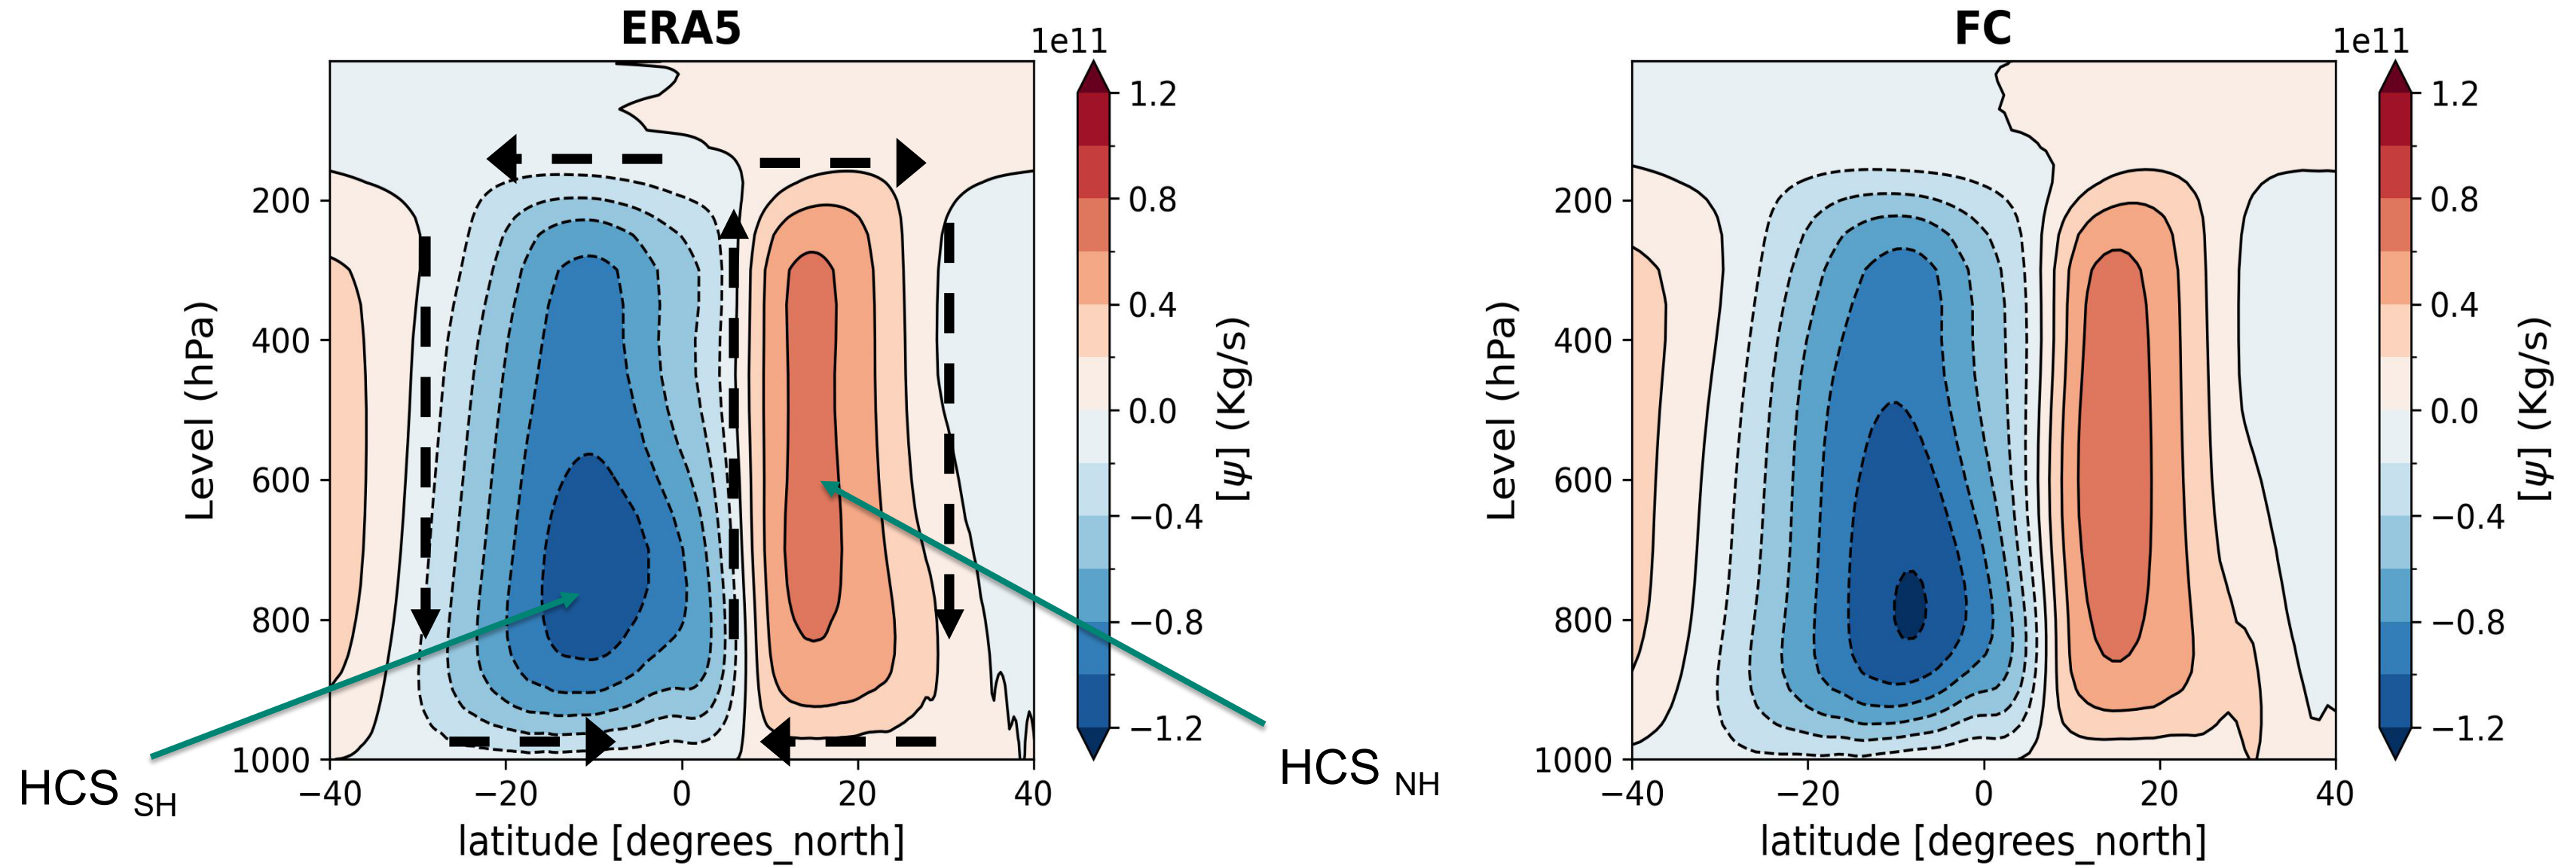 ERA5
1e11
Level (hPa)
200
400
600
800
1000
−40
−20
0
20
40
latitude [degrees_north]
1.2
0.8
0.4
0.0
−0.4
−0.8
−1.2
[ψ] (Kg/s)
HCS SH
HCS NH
FC
1e11
Level (hPa)
200
400
600
800
1000
−40
−20
0
20
40
latitude [degrees_north]
1.2
0.8
0.4
0.0
−0.4
−0.8
−1.2
[ψ] (Kg/s)